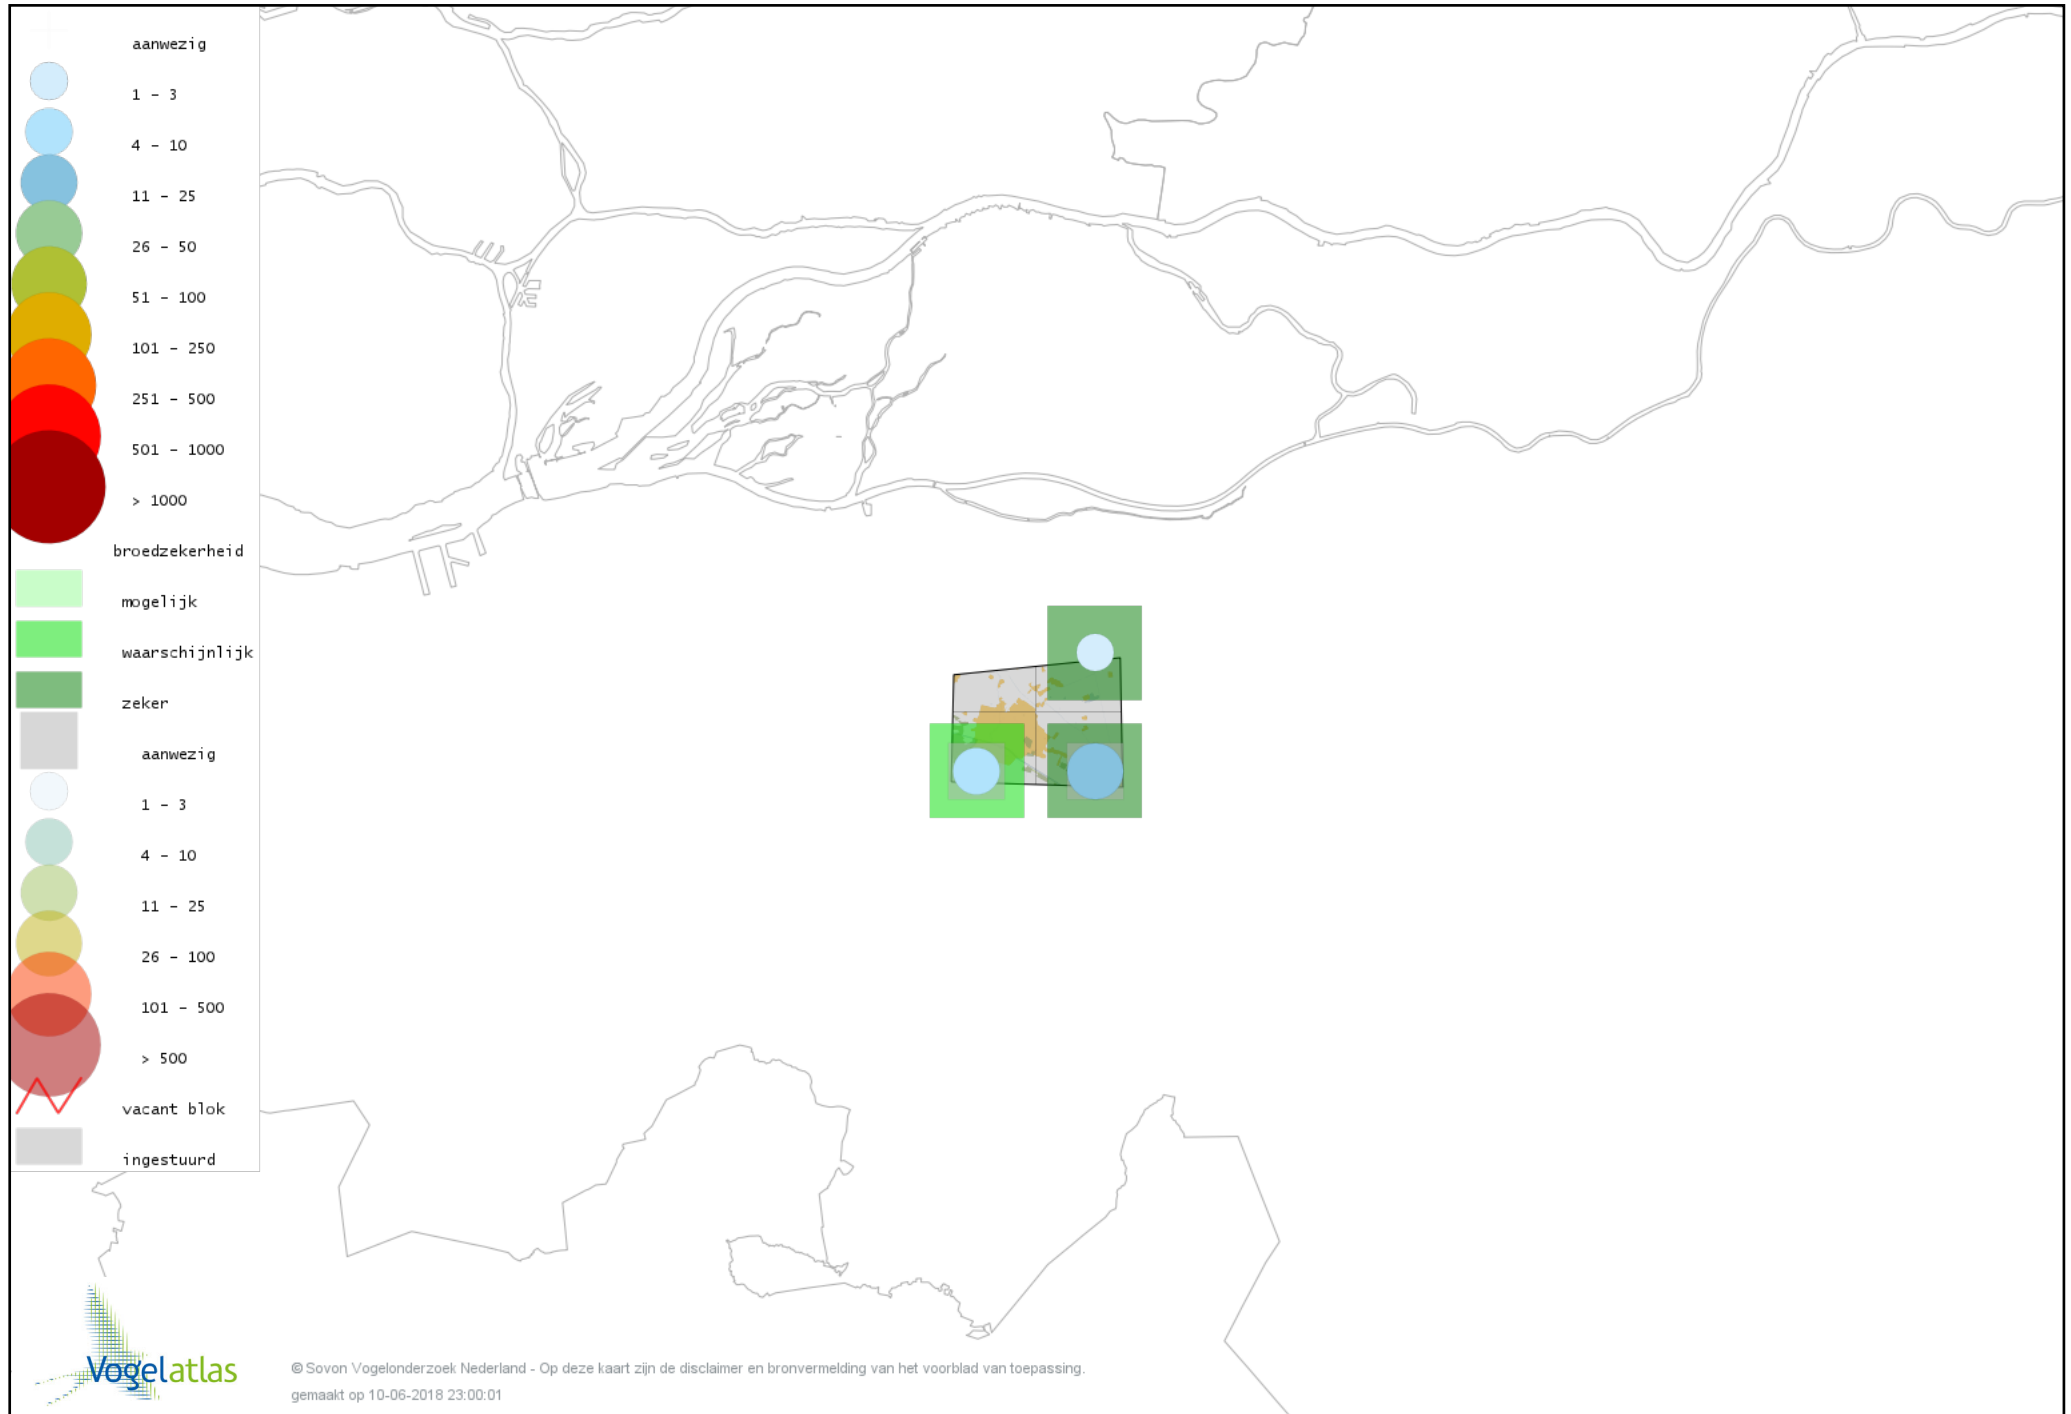 aanwezig
1 - 3
4 - 10
11 - 25
26 - 50
51 - 100
101 - 250
251 - 500
501 - 1000
> 1000
broedzekerheid
mogelijk
waarschijnlijk
zeker
aanwezig
1 - 3
4 - 10
11 - 25
26 - 100
101 - 500
> 500
vacant blok
ingestuurd
Vogelatlas
© Sovon Vogelonderzoek Nederland - Op deze kaart zijn de disclaimer en bronvermelding van het voorblad van toepassing.
gemaakt op 10-06-2018 23:00:01